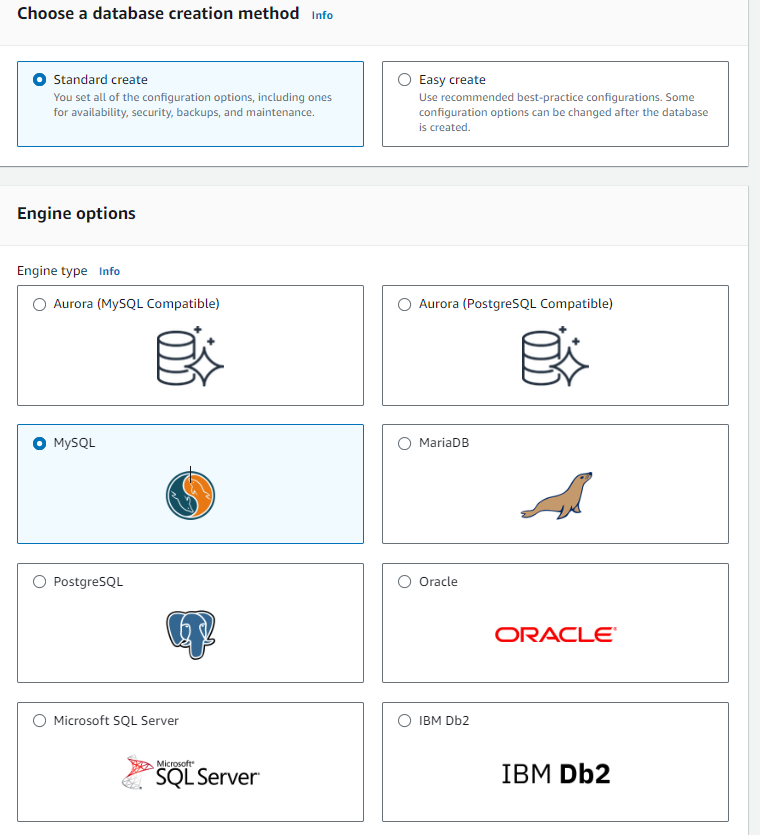 Choose a database creation method Info
Standard create
You set all of the configuration options, including ones
for availability, security, backups, and maintenance.
Easy create
Use recommended best-practice configurations. Some
configuration options can be changed after the database
is created.
Engine options
Engine type Info
Aurora (MySQL Compatible)
Aurora (PostgreSQL Compatible)
MySQL
MariaDB
PostgreSQL
Oracle
ORACLE
Microsoft SQL Server
Microsoft
SQL Server
IBM Db2
IBM Db2